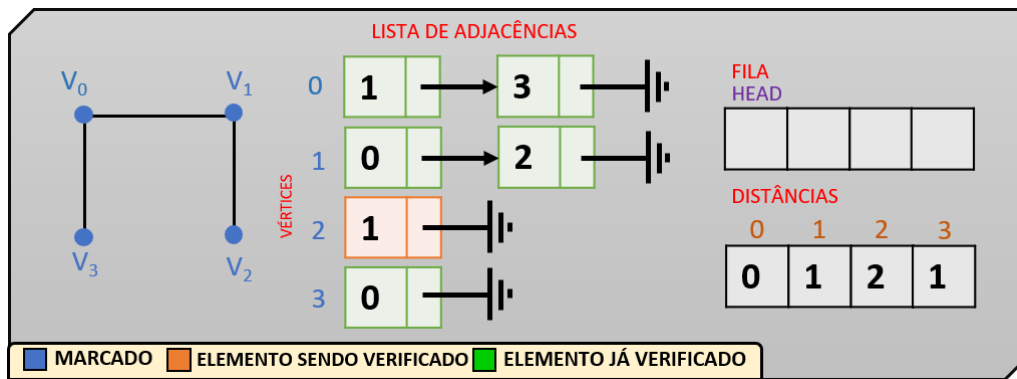 LISTA DE ADJACÊNCIAS
V0 V1
V3 V2
VÉRTICES
0 1 3
1 0 2
2 1
3 0
FILA
HEAD
DISTÂNCIAS
0 1 2 3
0 1 2 1
MARCADO ELEMENTO SENDO VERIFICADO ELEMENTO JÁ VERIFICADO